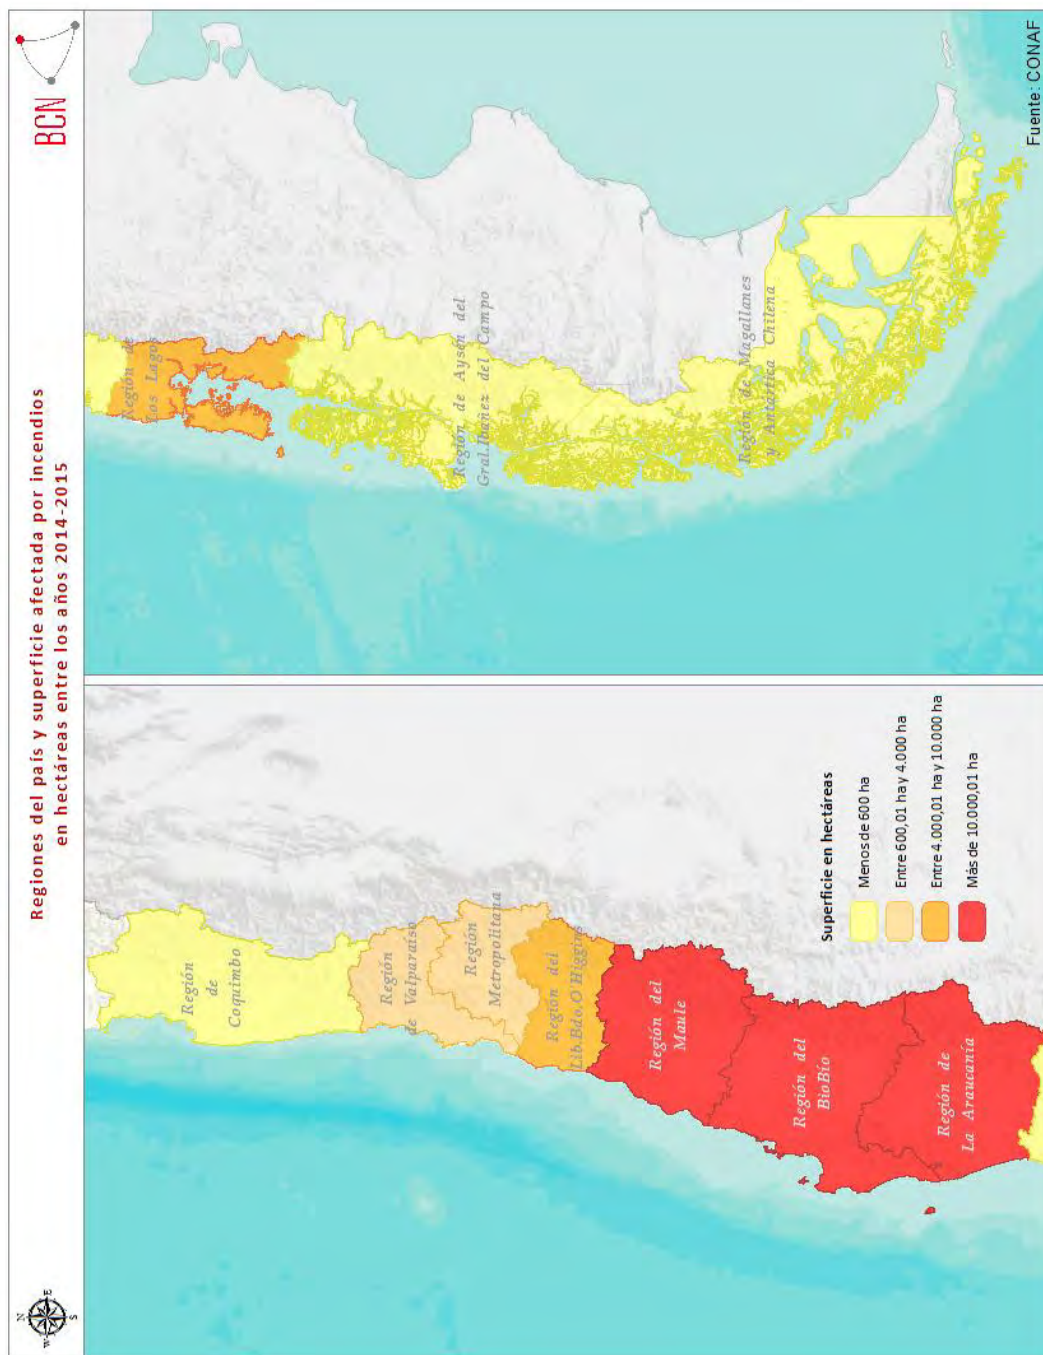 Regiones del país y superficie afectada por incendios
en hectáreas entre los años 2014-2015
BCN
N
E
S
W
Región
de
Coquimbo
Región
de Valparaíso
Región
Metropolitana
Región del
Lib.Bdo.O'Higgins
Región del
Maule
Región del
BíoBío
Región de
La Araucanía
Superficie en hectáreas
Menos de 600 ha
Entre 600,01 ha y 4.000 ha
Entre 4.000,01 ha y 10.000 ha
Más de 10.000,01 ha
Región de
Los Lagos
Región de Aysén del
Gral.Ibañez del Campo
Región de Magallanes
y Antártica Chilena
Fuente: CONAF